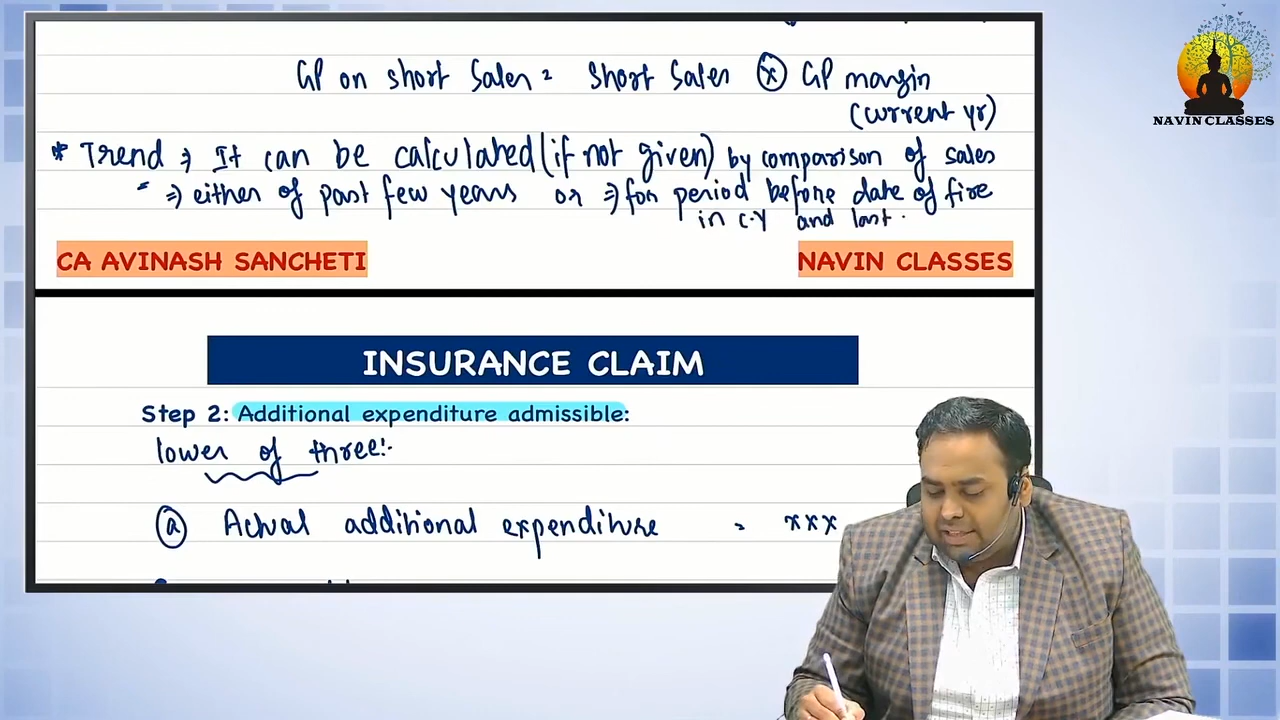 GP on short Sales = Short Sales × GP margin
(current yr)
* Trend ⇒ It can be calculated (if not given) by comparison of sales
⇒ either of past few years or ⇒ for period before date of fire
in C.Y and last.
CA AVINASH SANCHETI NAVIN CLASSES
NAVIN CLASSES
INSURANCE CLAIM
Step 2: Additional expenditure admissible:
lower of three:-
(a) Actual additional expenditure = xxx